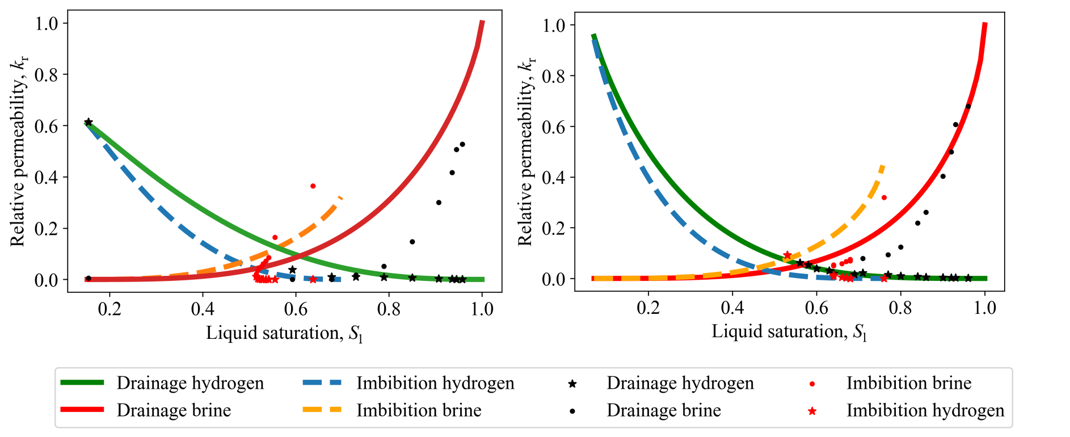 1.0
0.8
0.6
0.4
0.2
0.0
Relative permeability, kr
0.2 0.4 0.6 0.8 1.0
Liquid saturation, Sl
1.0
0.8
0.6
0.4
0.2
0.0
Relative permeability, kr
0.2 0.4 0.6 0.8 1.0
Liquid saturation, Sl
Drainage hydrogen Imbibition hydrogen Drainage hydrogen Imbibition brine
Drainage brine Imbibition brine Drainage brine Imbibition hydrogen